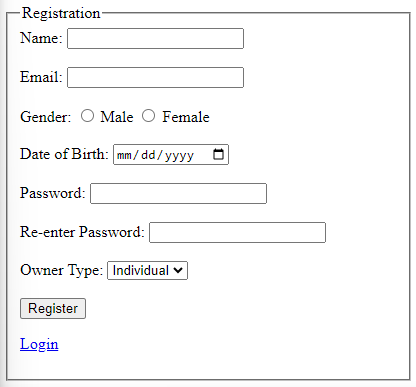 Registration
Name:
Email:
Gender: Male Female
Date of Birth: mm/dd/yyyy
Password:
Re-enter Password:
Owner Type: Individual
Register
Login